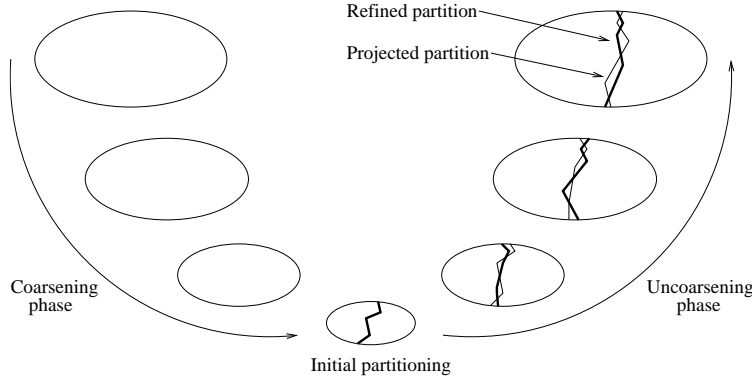 Refined partition
Projected partition
Coarsening
phase
Uncoarsening
phase
Initial partitioning